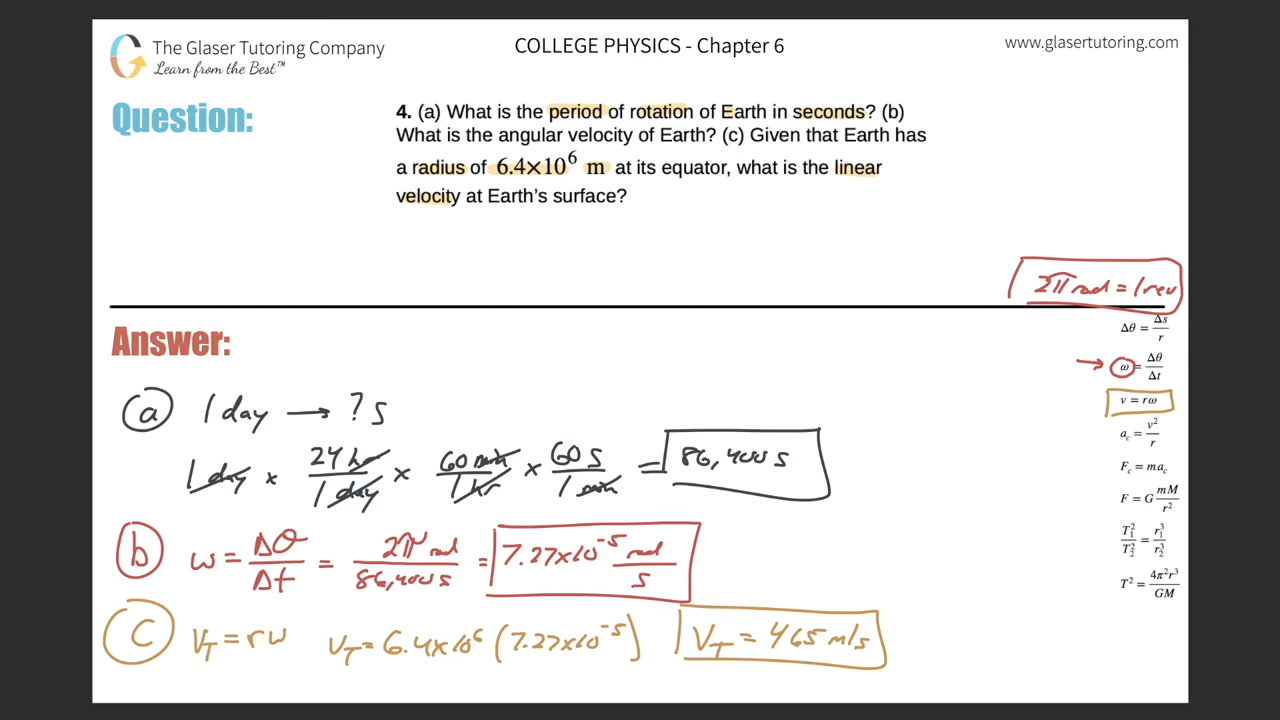 The Glaser Tutoring Company
Learn from the Best™
COLLEGE PHYSICS - Chapter 6
www.glasertutoring.com
Question:
4. (a) What is the period of rotation of Earth in seconds? (b)
What is the angular velocity of Earth? (c) Given that Earth has
a radius of 6.4×10⁶ m at its equator, what is the linear
velocity at Earth's surface?
2π rad = 1 rev
Answer:
Δθ = Δs/r
ω = Δθ/Δt
v = rω
a_c = v²/r
F_c = ma_c
F = G mM/r²
T₁²/T₂² = r₁³/r₂³
T² = 4π²r³/GM
(a) 1 day → ? s
1 day × 24 hr/1 day × 60 min/1 hr × 60 s/1 min = 86,400 s
(b) ω = Δθ/Δt = 2π rad/86,400 s = 7.27×10⁻⁵ rad/s
(c) V_T = rω V_T = 6.4×10⁶ (7.27×10⁻⁵) V_T = 465 m/s